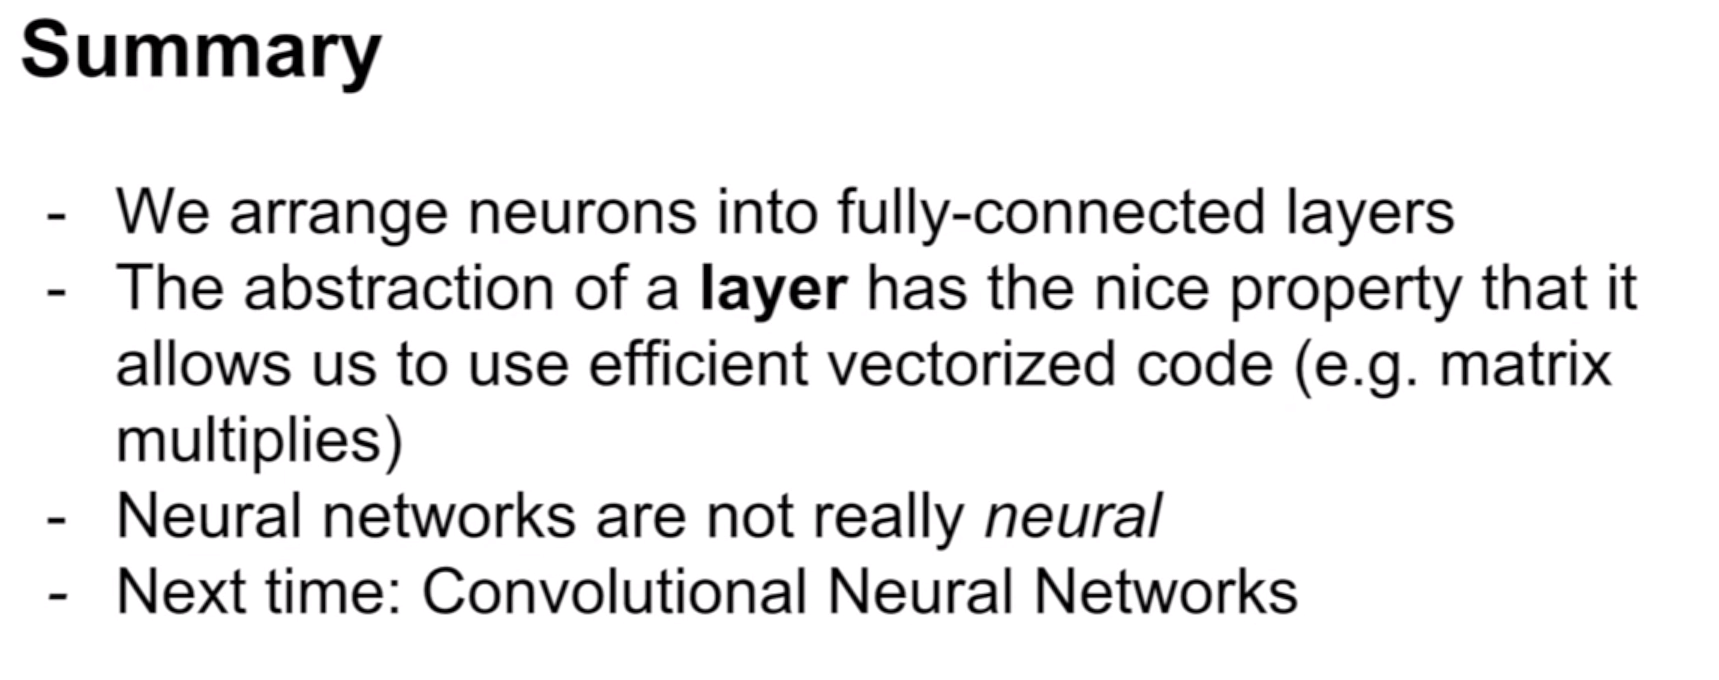 Summary
- We arrange neurons into fully-connected layers
- The abstraction of a layer has the nice property that it
allows us to use efficient vectorized code (e.g. matrix
multiplies)
- Neural networks are not really neural
- Next time: Convolutional Neural Networks